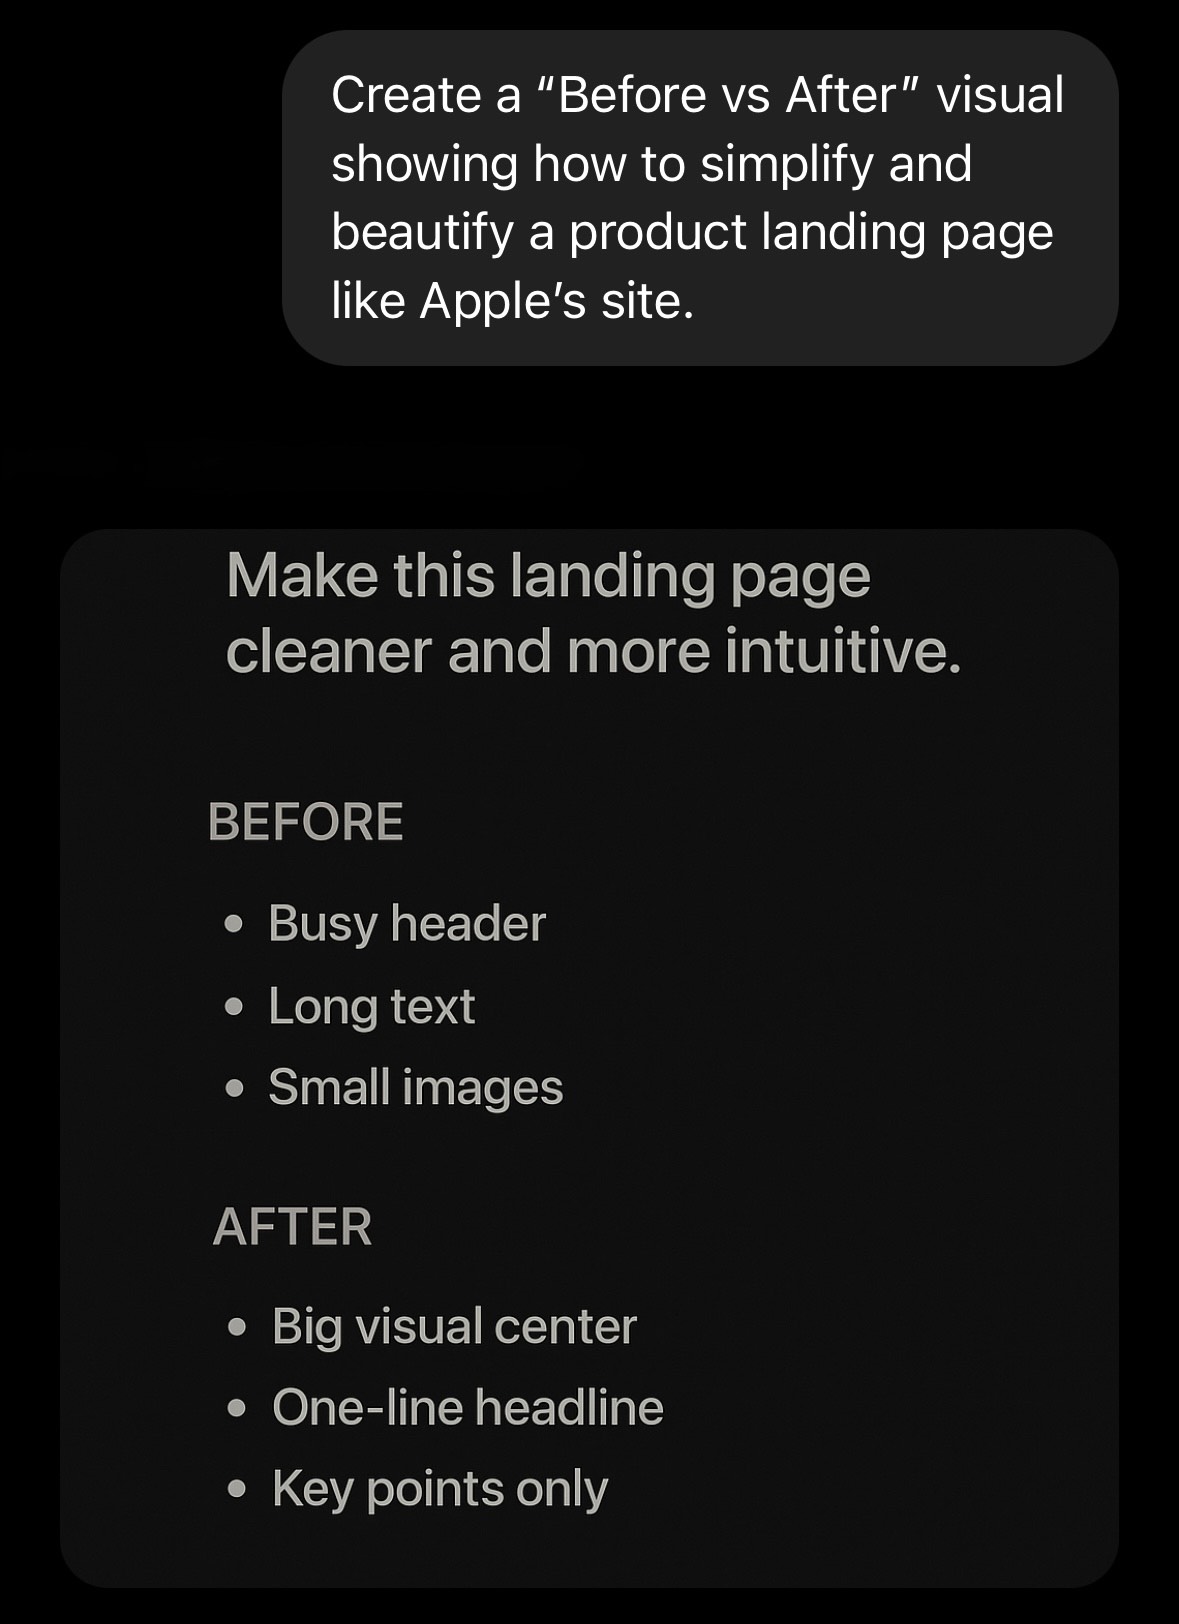 Create a “Before vs After” visual
showing how to simplify and
beautify a product landing page
like Apple’s site.
Make this landing page
cleaner and more intuitive.
BEFORE
• Busy header
• Long text
• Small images
AFTER
• Big visual center
• One-line headline
• Key points only